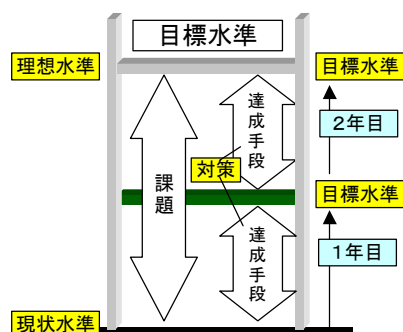 目標水準
理想水準
目標水準
達成手段
2年目
対策
課題
目標水準
達成手段
1年目
現状水準